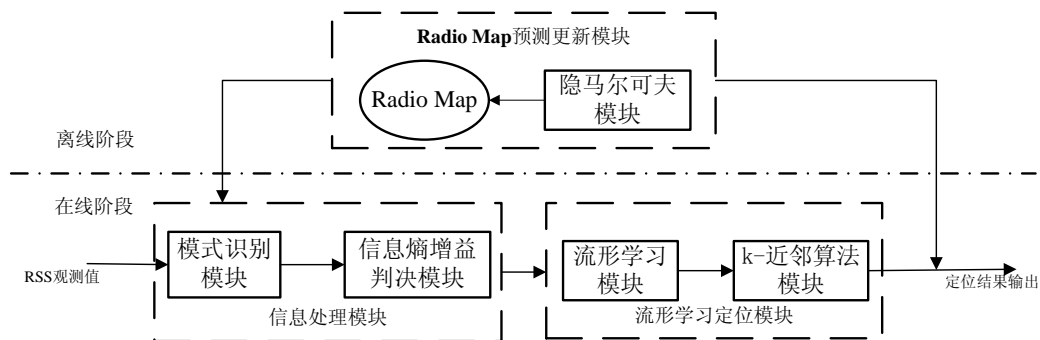 Radio Map预测更新模块
Radio Map
隐马尔可夫
模块
离线阶段
在线阶段
RSS观测值
模式识别
模块
信息熵增益
判决模块
信息处理模块
流形学习
模块
k-近邻算法
模块
流形学习定位模块
定位结果输出